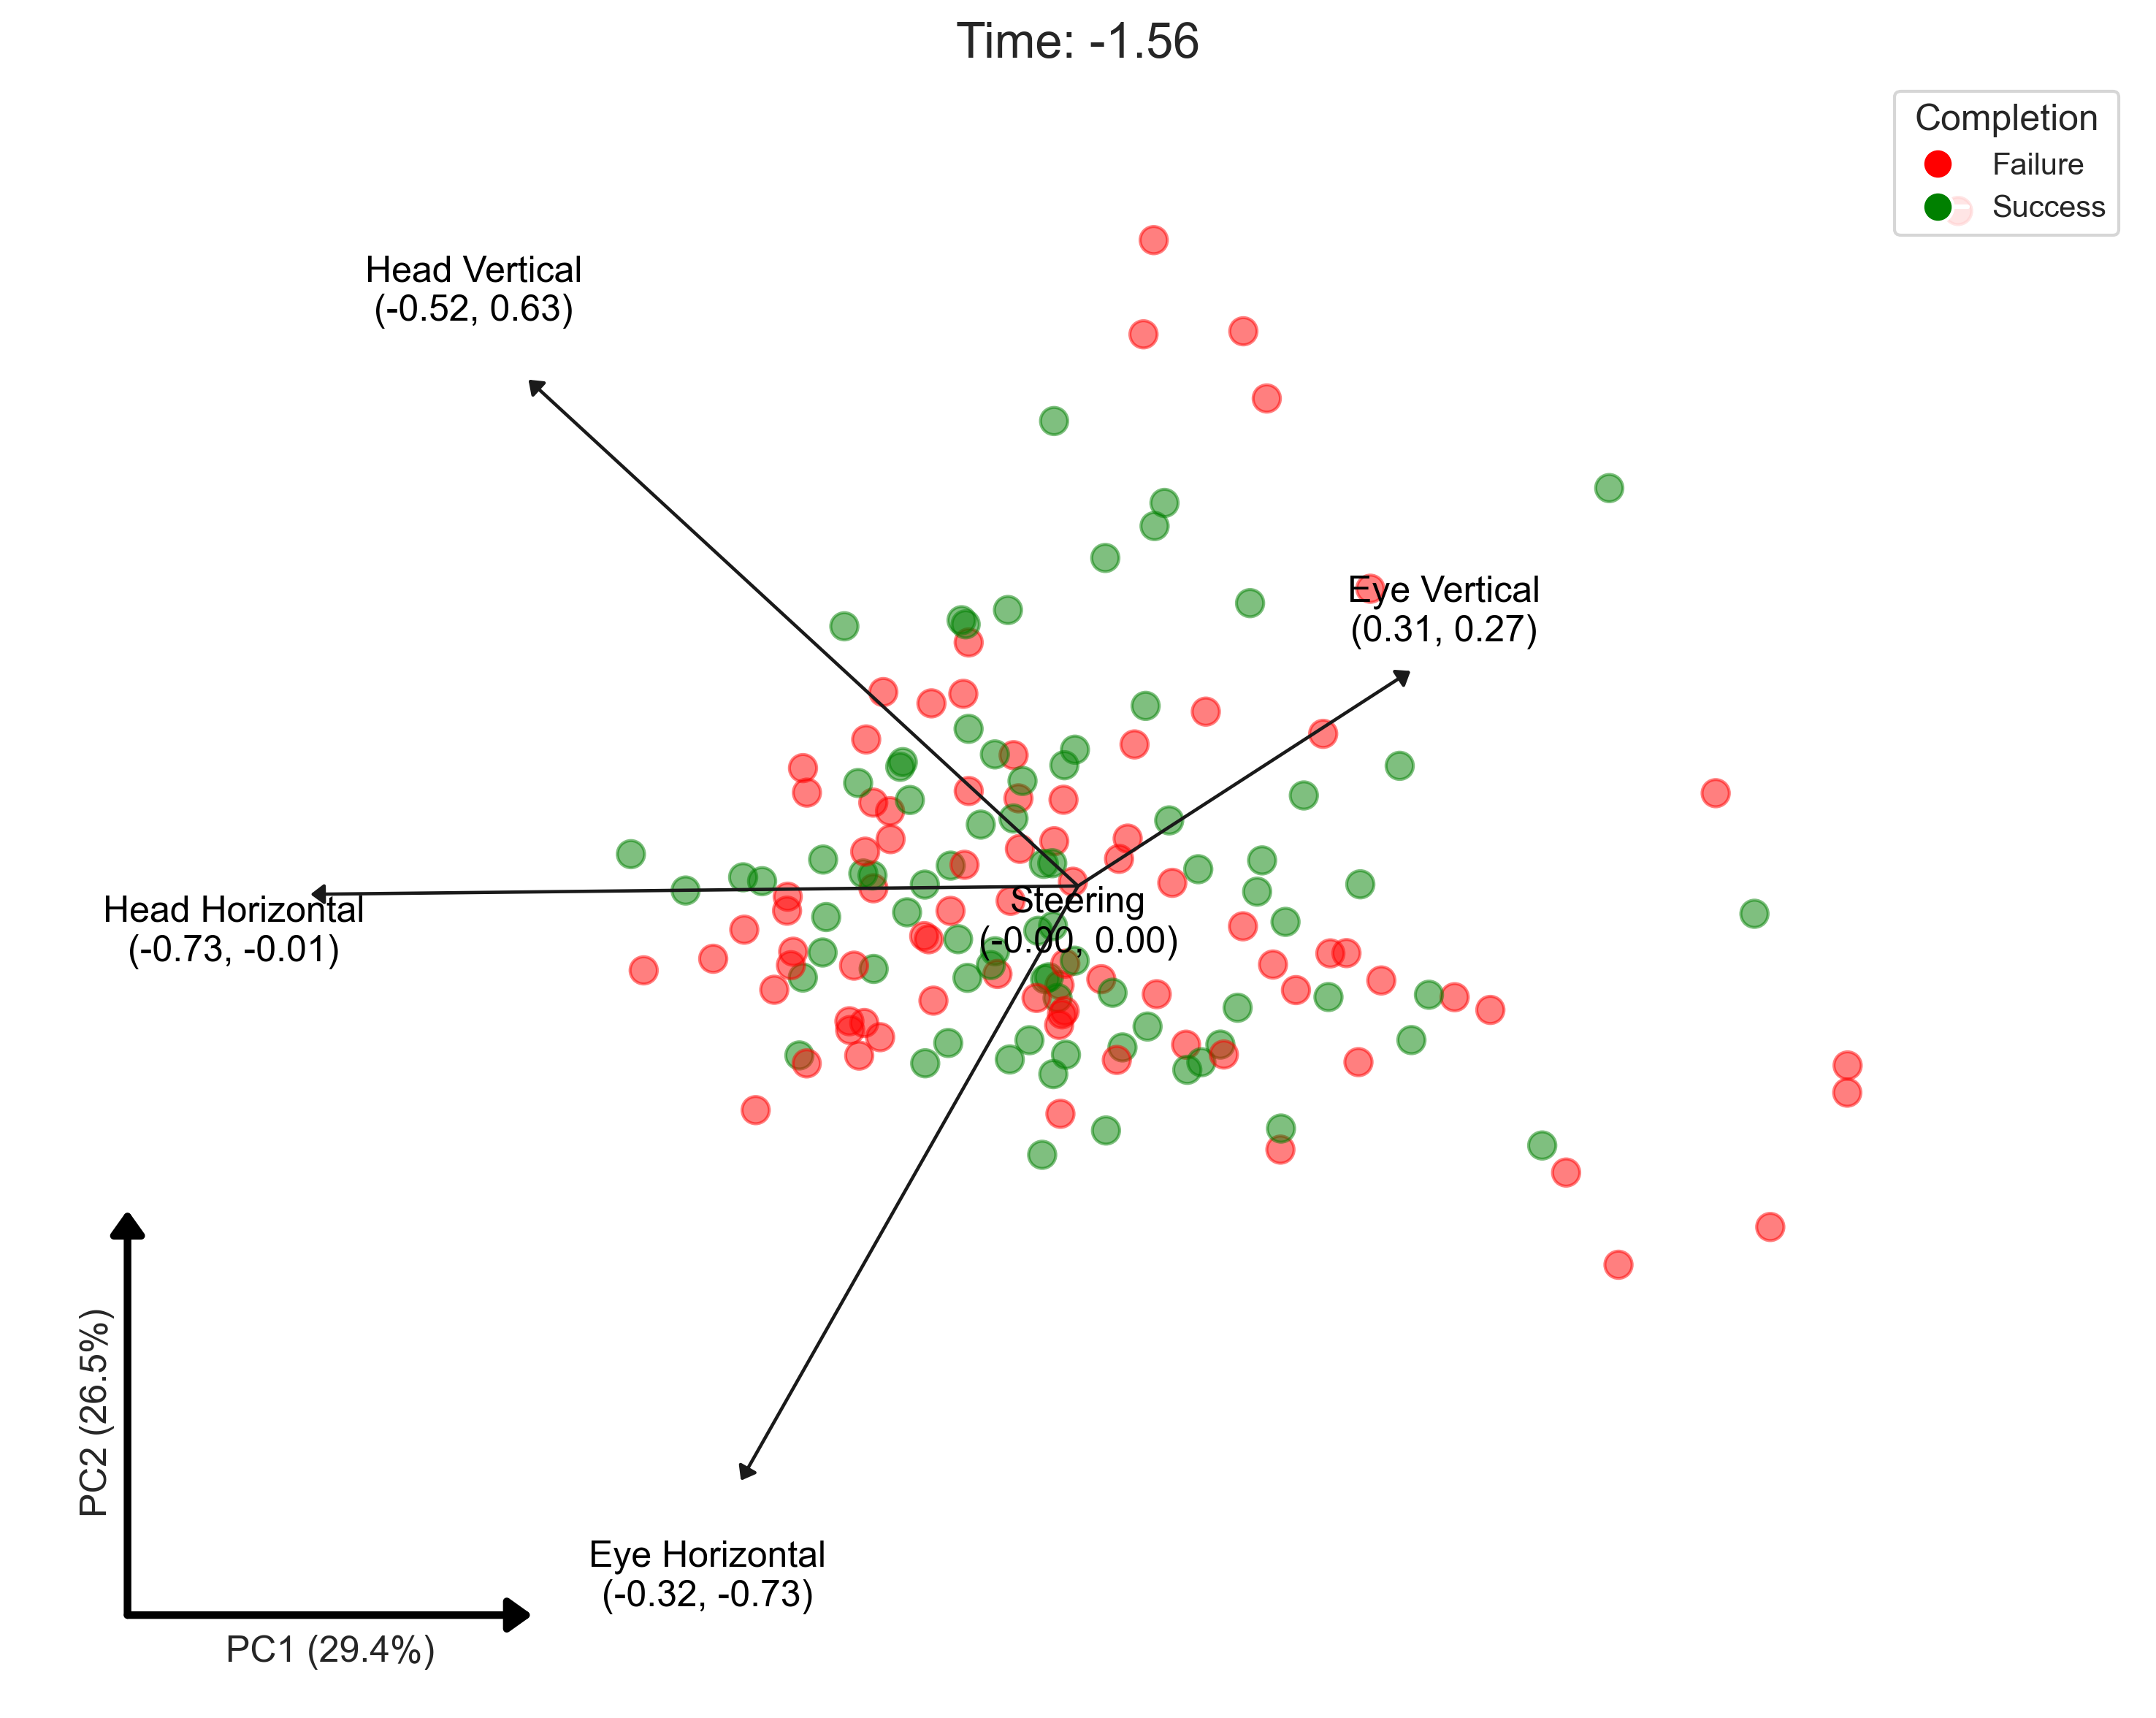 Time: -1.56
Completion
Failure
Success
Head Vertical
(-0.52, 0.63)
Eye Vertical
(0.31, 0.27)
Head Horizontal
(-0.73, -0.01)
Steering
(-0.00, 0.00)
Eye Horizontal
(-0.32, -0.73)
PC2 (26.5%)
PC1 (29.4%)